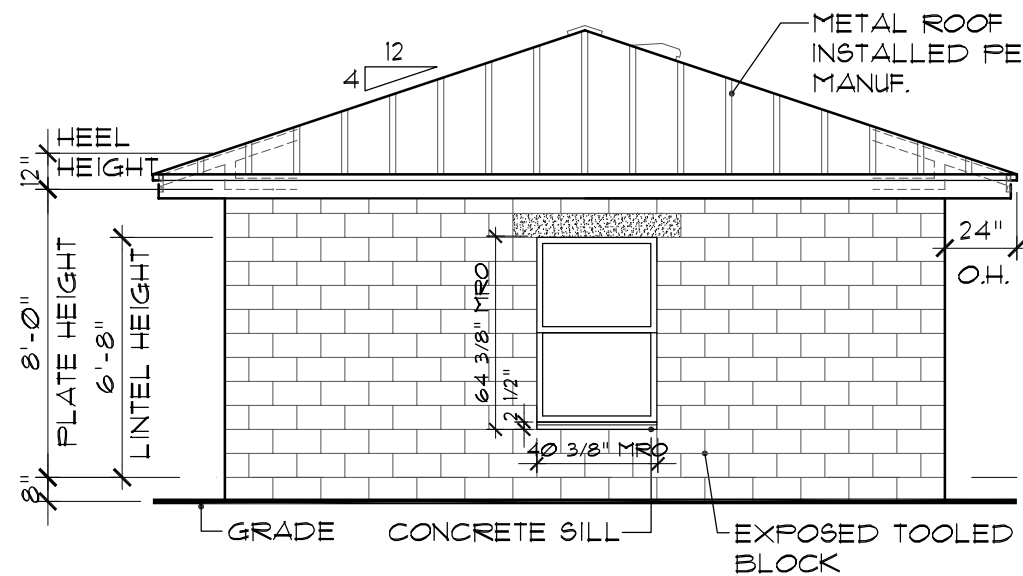 METAL ROOF
INSTALLED PE
MANUF.
12
4
HEEL
HEIGHT
12"
24"
O.H.
8'-0"
PLATE HEIGHT
6'-8"
LINTEL HEIGHT
64 3/8" MRO
2 1/2"
40 3/8" MRO
8"
GRADE
CONCRETE SILL
EXPOSED TOOLED
BLOCK